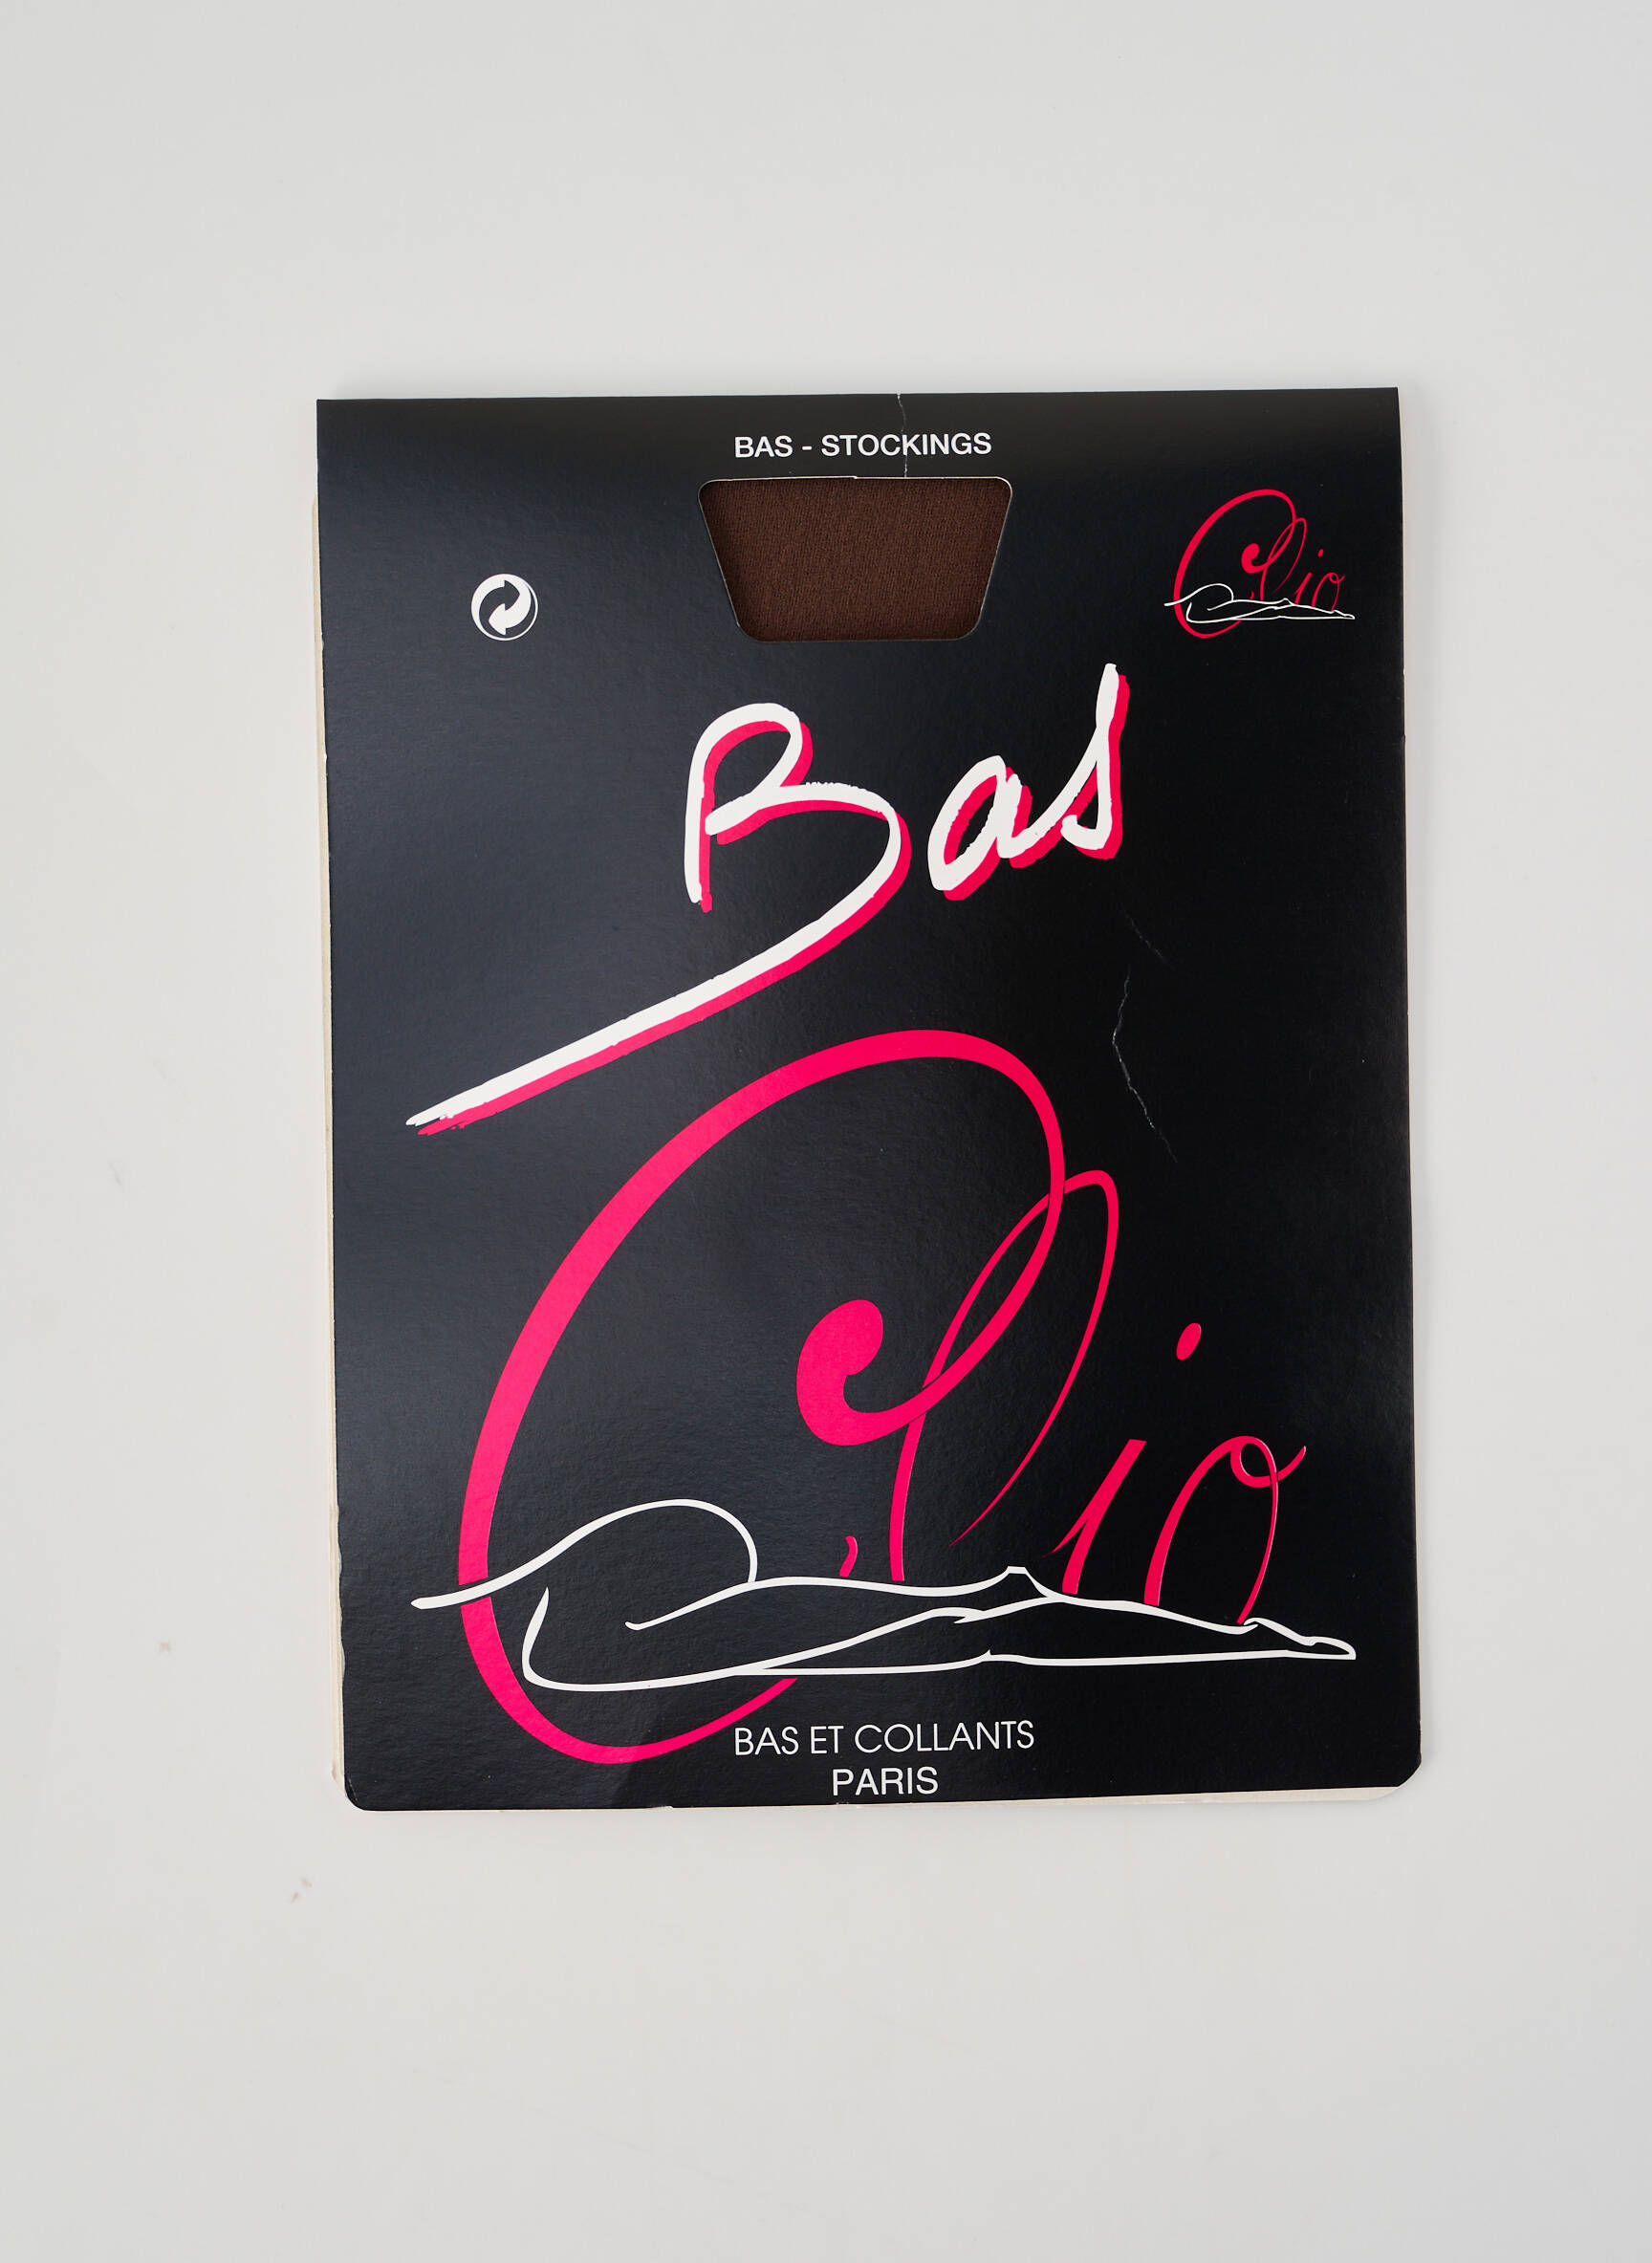 BAS - STOCKINGS
Clio
Bas
Clio
BAS ET COLLANTS
PARIS